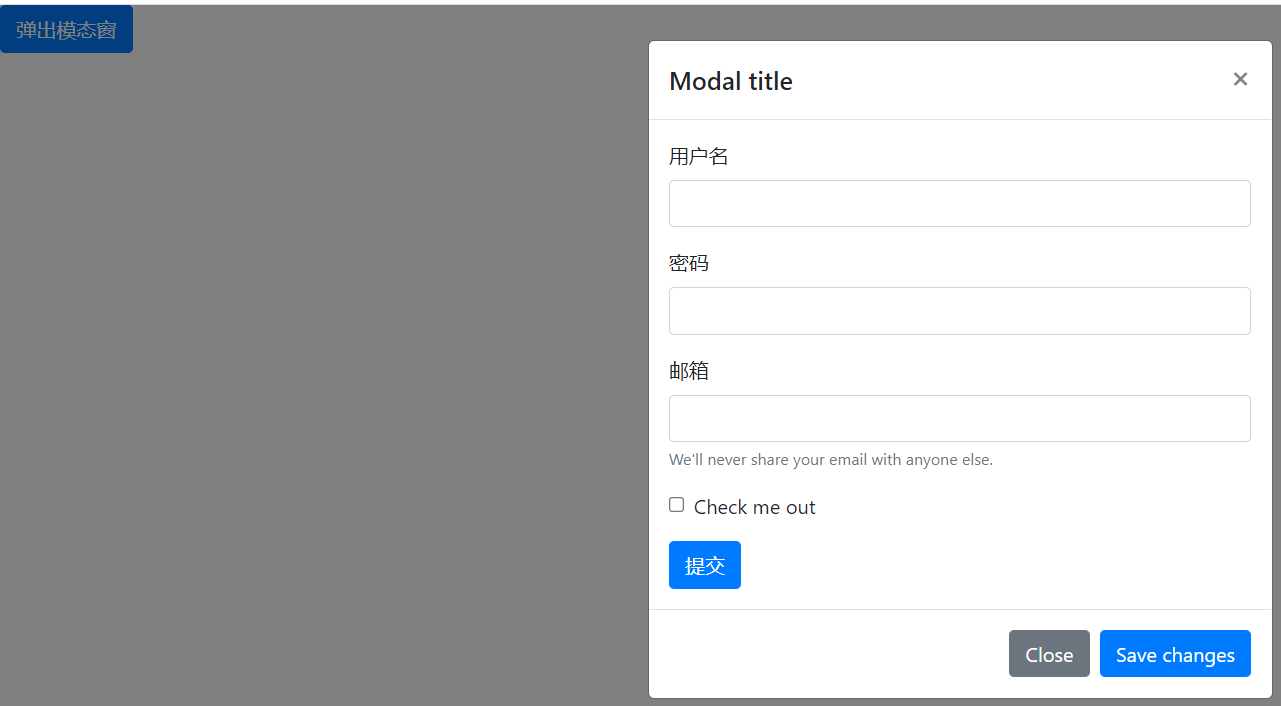 弹出模态窗
Modal title
×
用户名
密码
邮箱
We'll never share your email with anyone else.
Check me out
提交
Close
Save changes